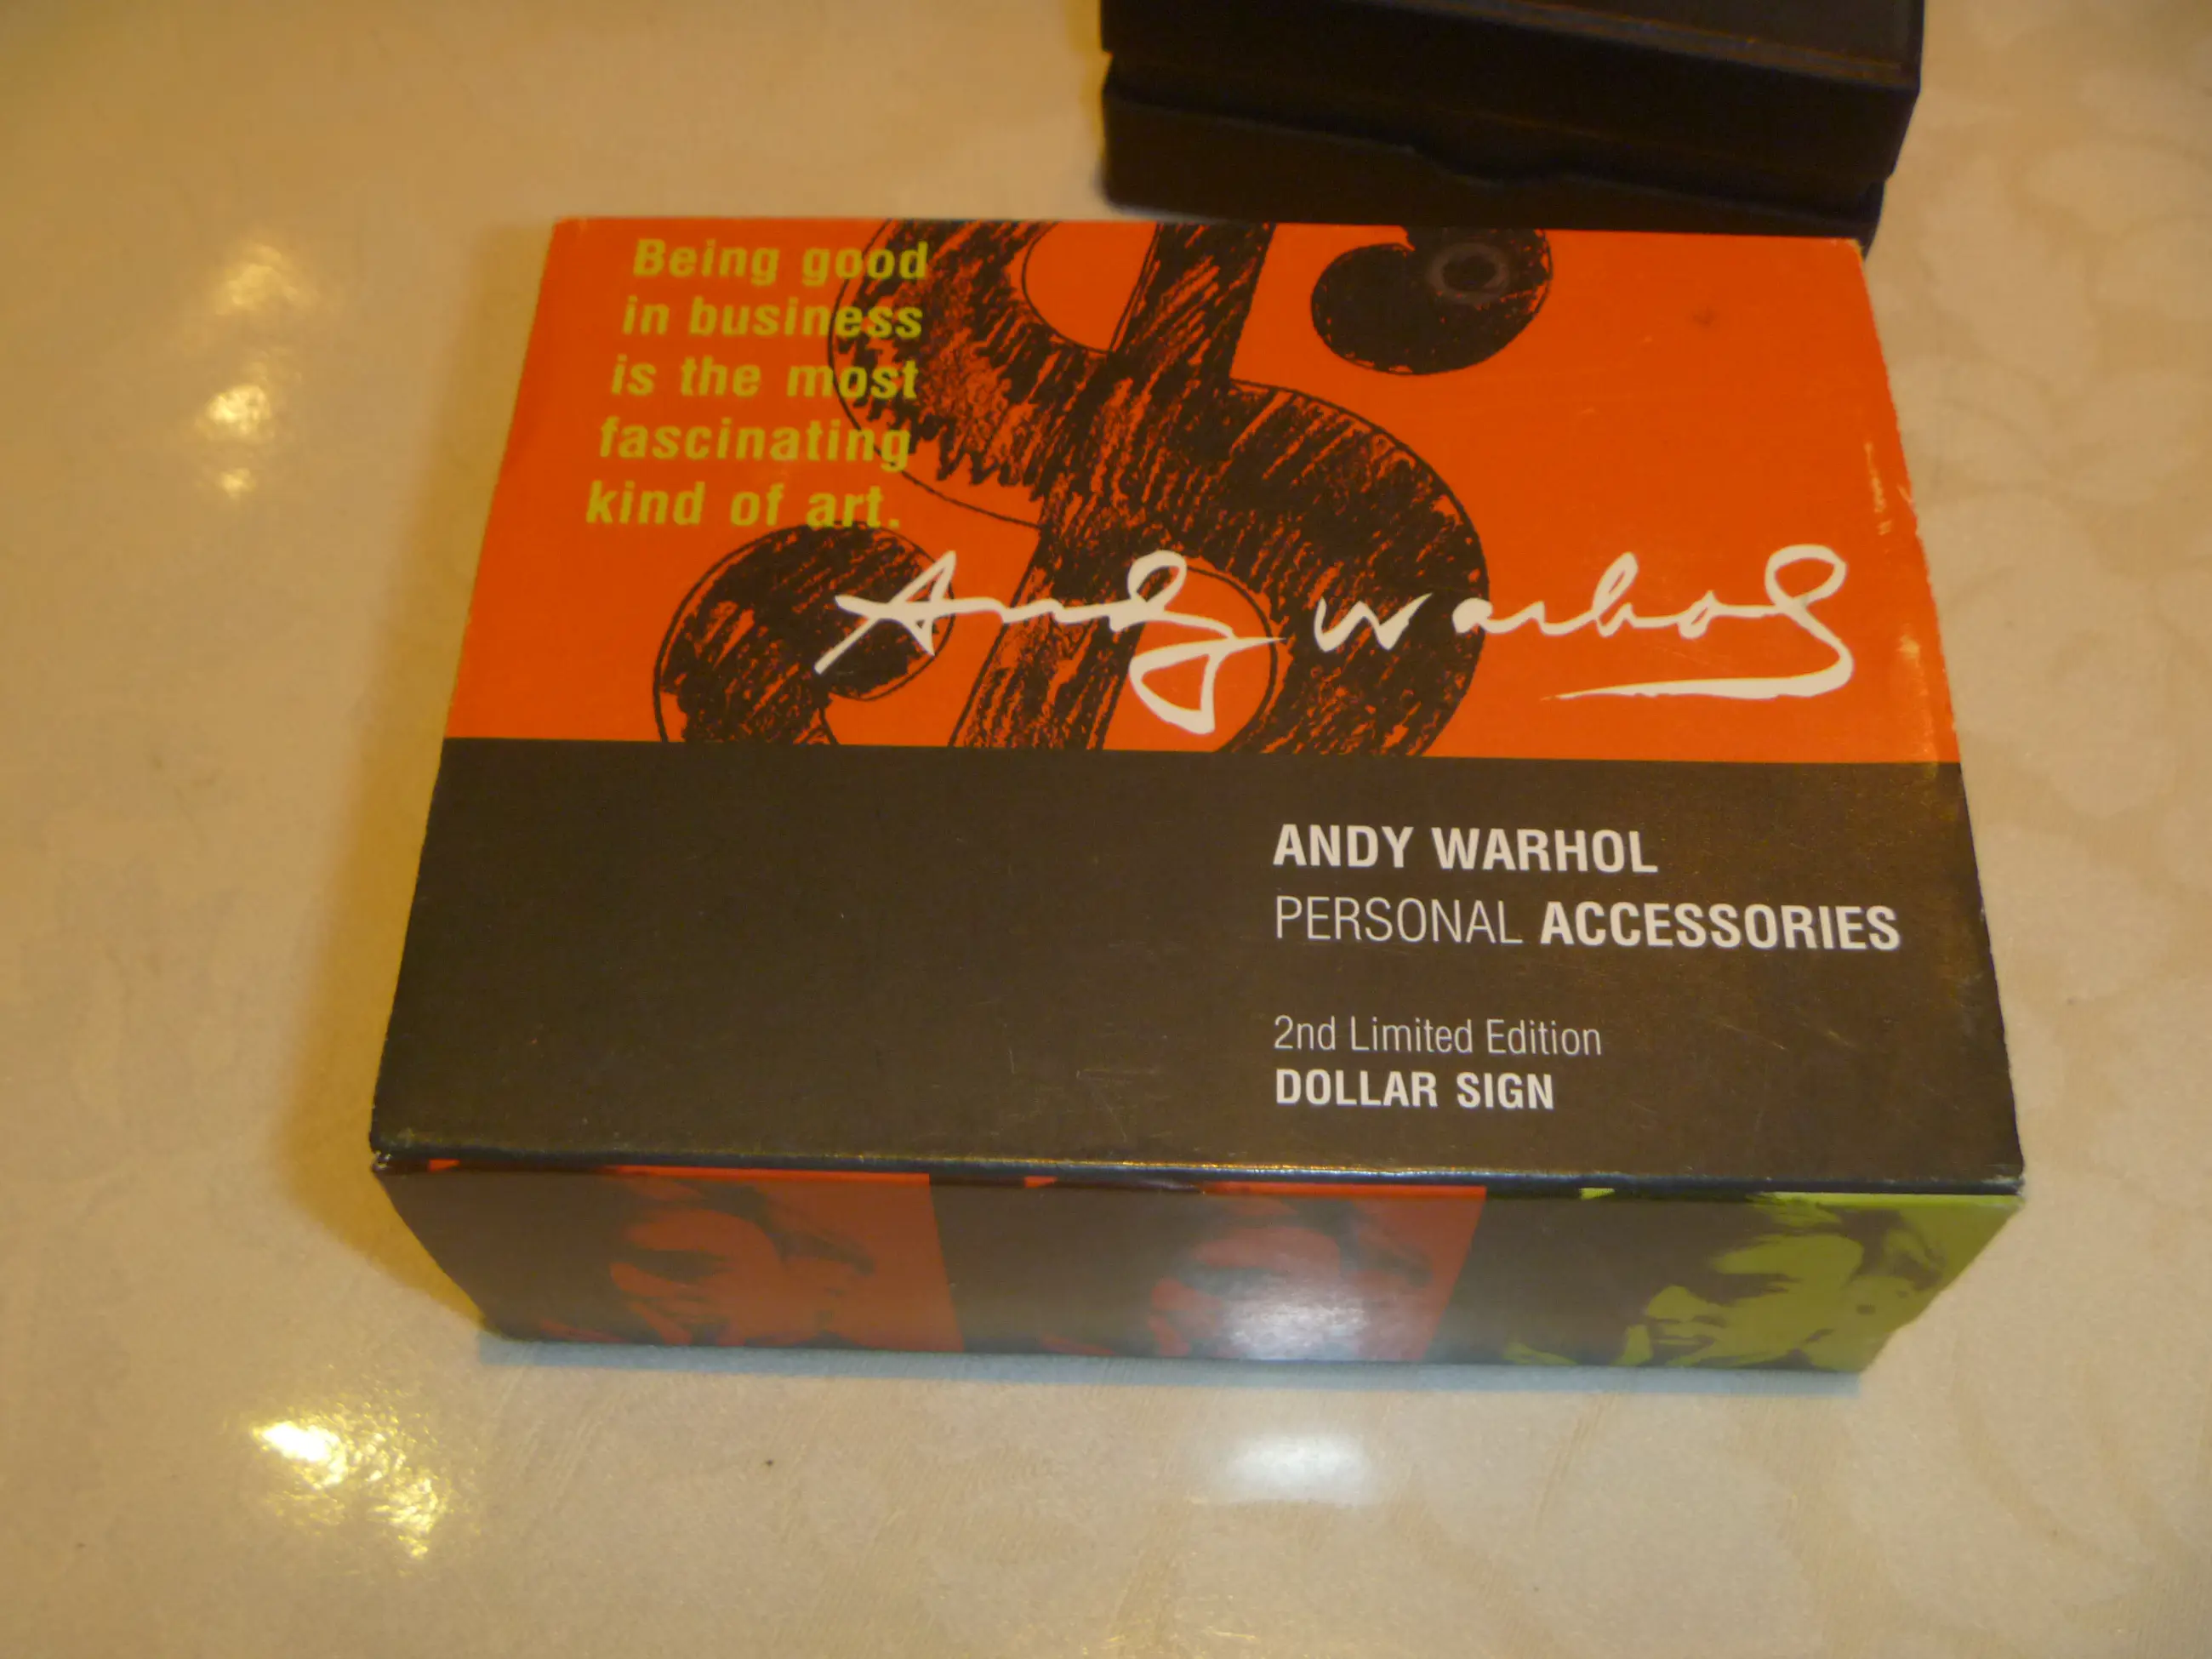 Being good
in business
is the most
fascinating
kind of art.
Andy Warhol
ANDY WARHOL
PERSONAL ACCESSORIES
2nd Limited Edition
DOLLAR SIGN